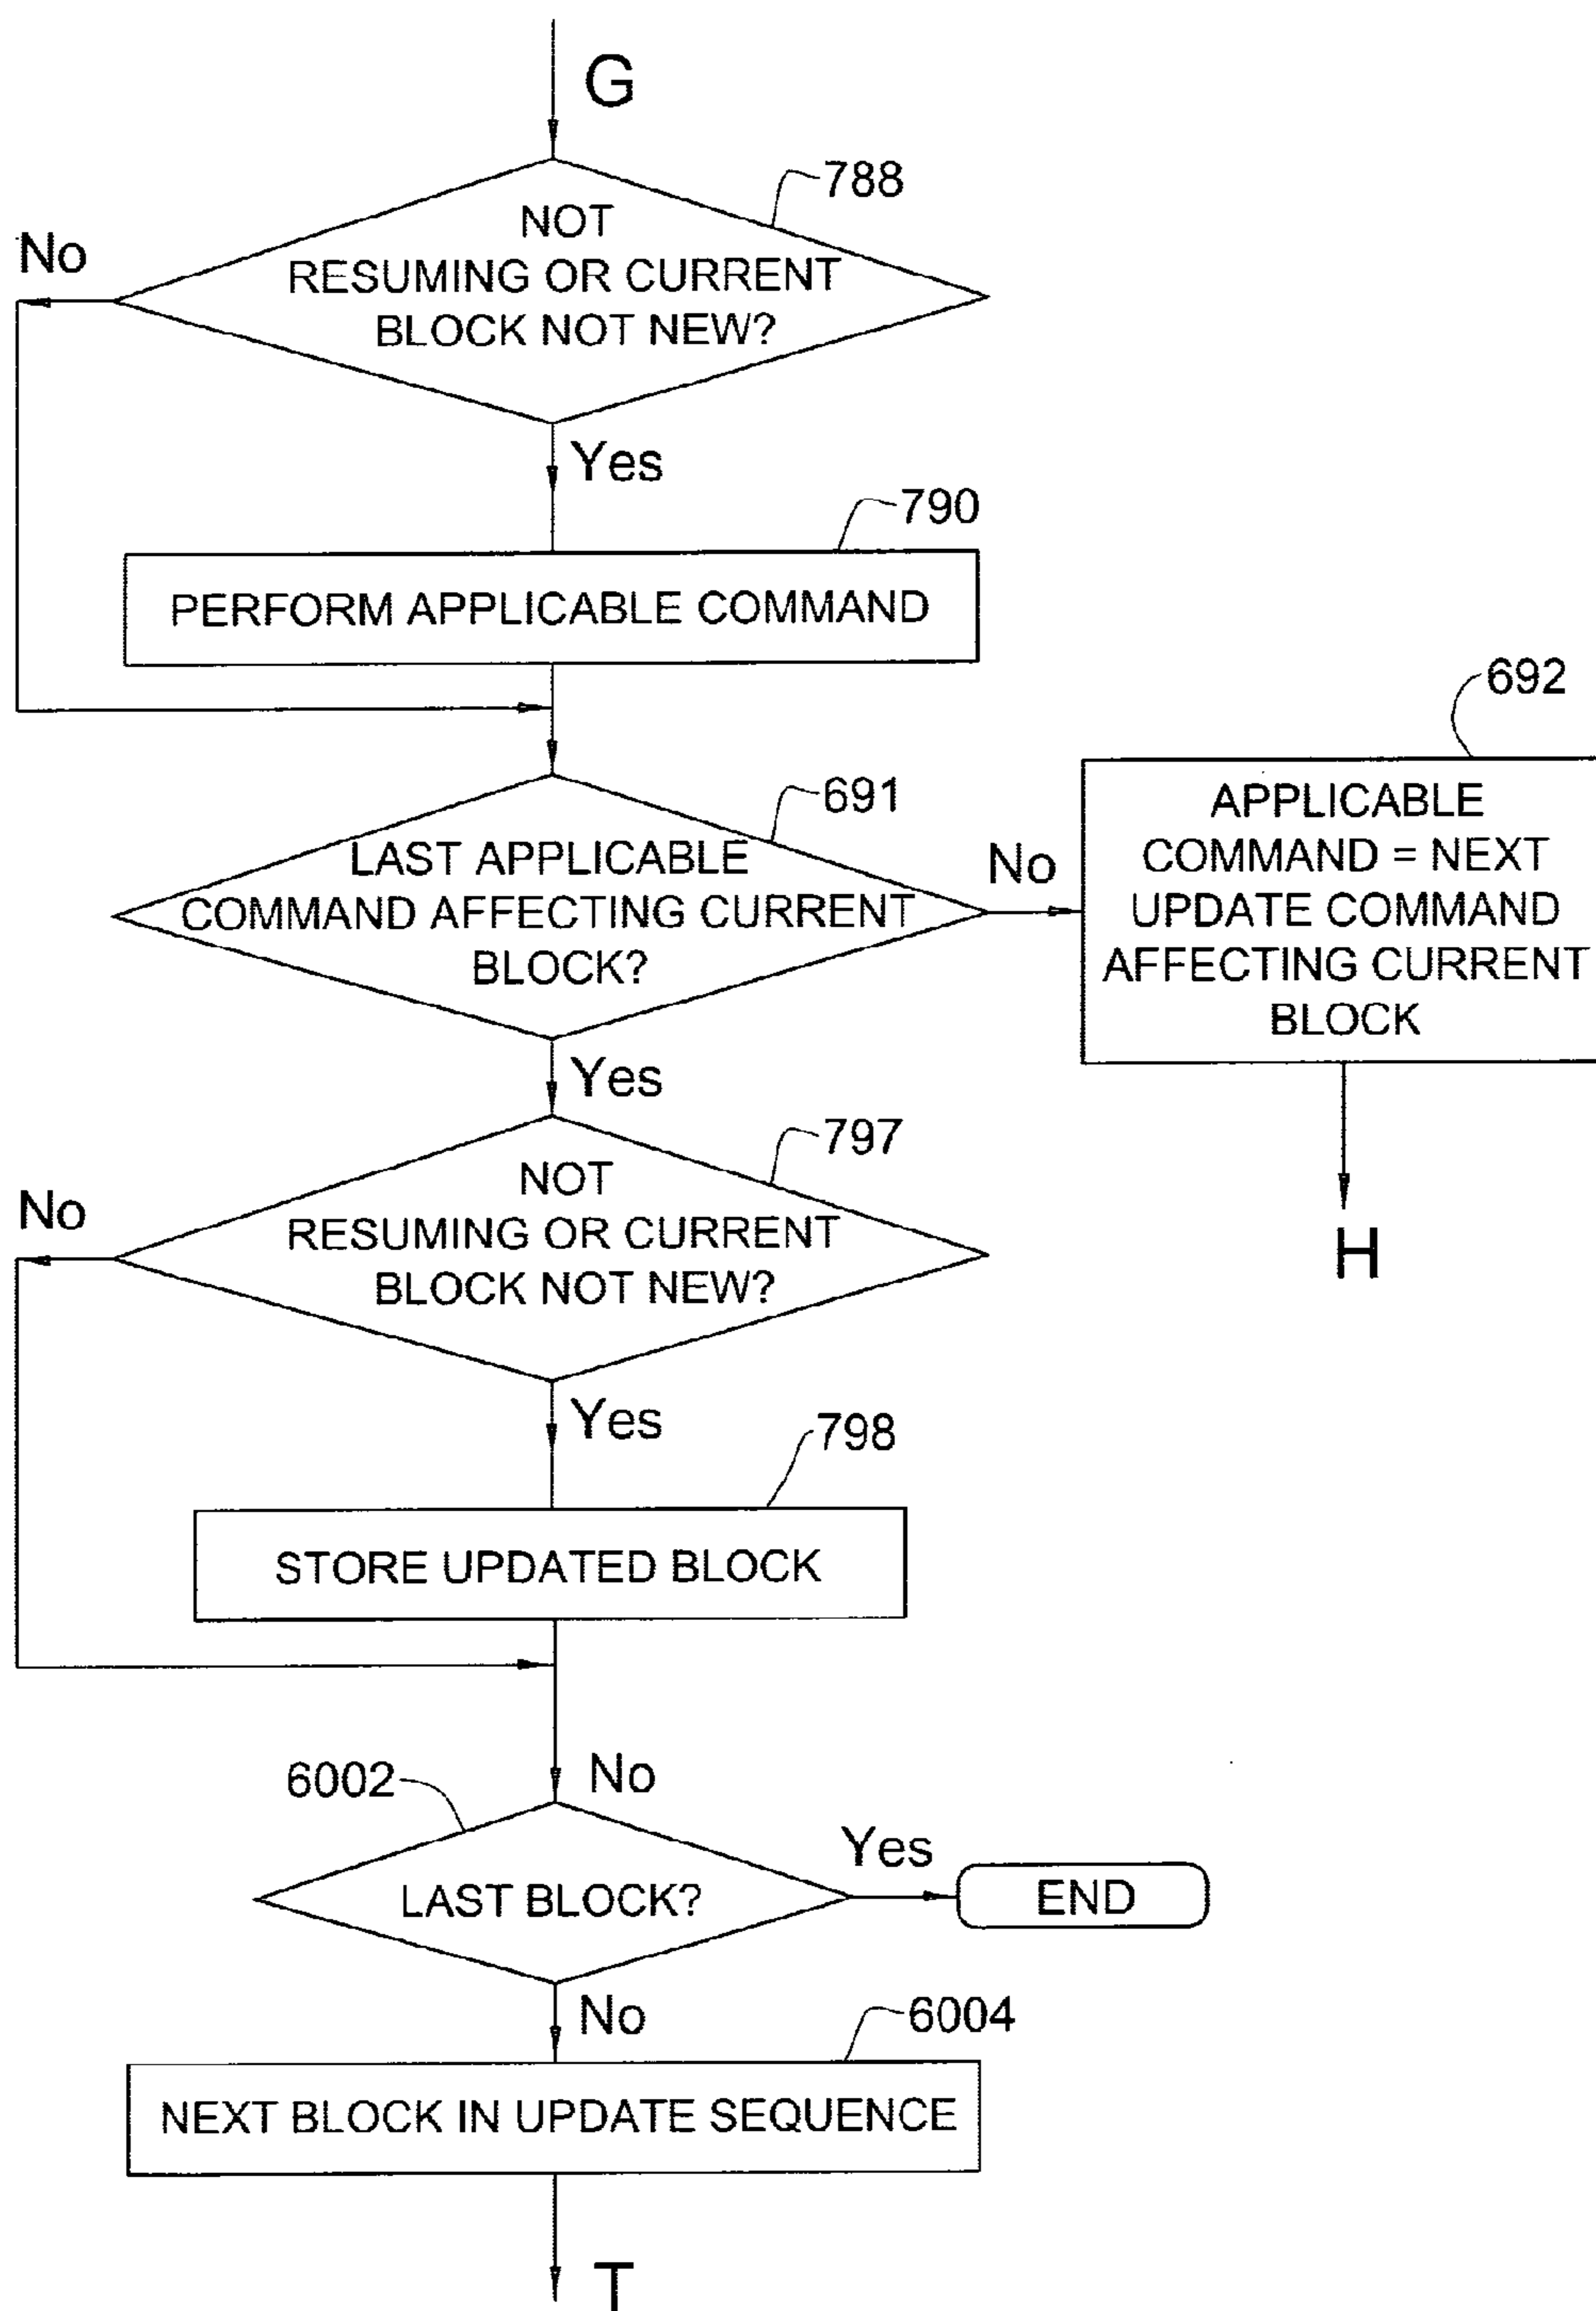 G
788
NOT
RESUMING OR CURRENT
BLOCK NOT NEW?
No
Yes
790
PERFORM APPLICABLE COMMAND
691
LAST APPLICABLE
COMMAND AFFECTING CURRENT
BLOCK?
No
692
APPLICABLE
COMMAND = NEXT
UPDATE COMMAND
AFFECTING CURRENT
BLOCK
H
Yes
797
NOT
RESUMING OR CURRENT
BLOCK NOT NEW?
No
Yes
798
STORE UPDATED BLOCK
No
6002
LAST BLOCK?
Yes
END
No
6004
NEXT BLOCK IN UPDATE SEQUENCE
T